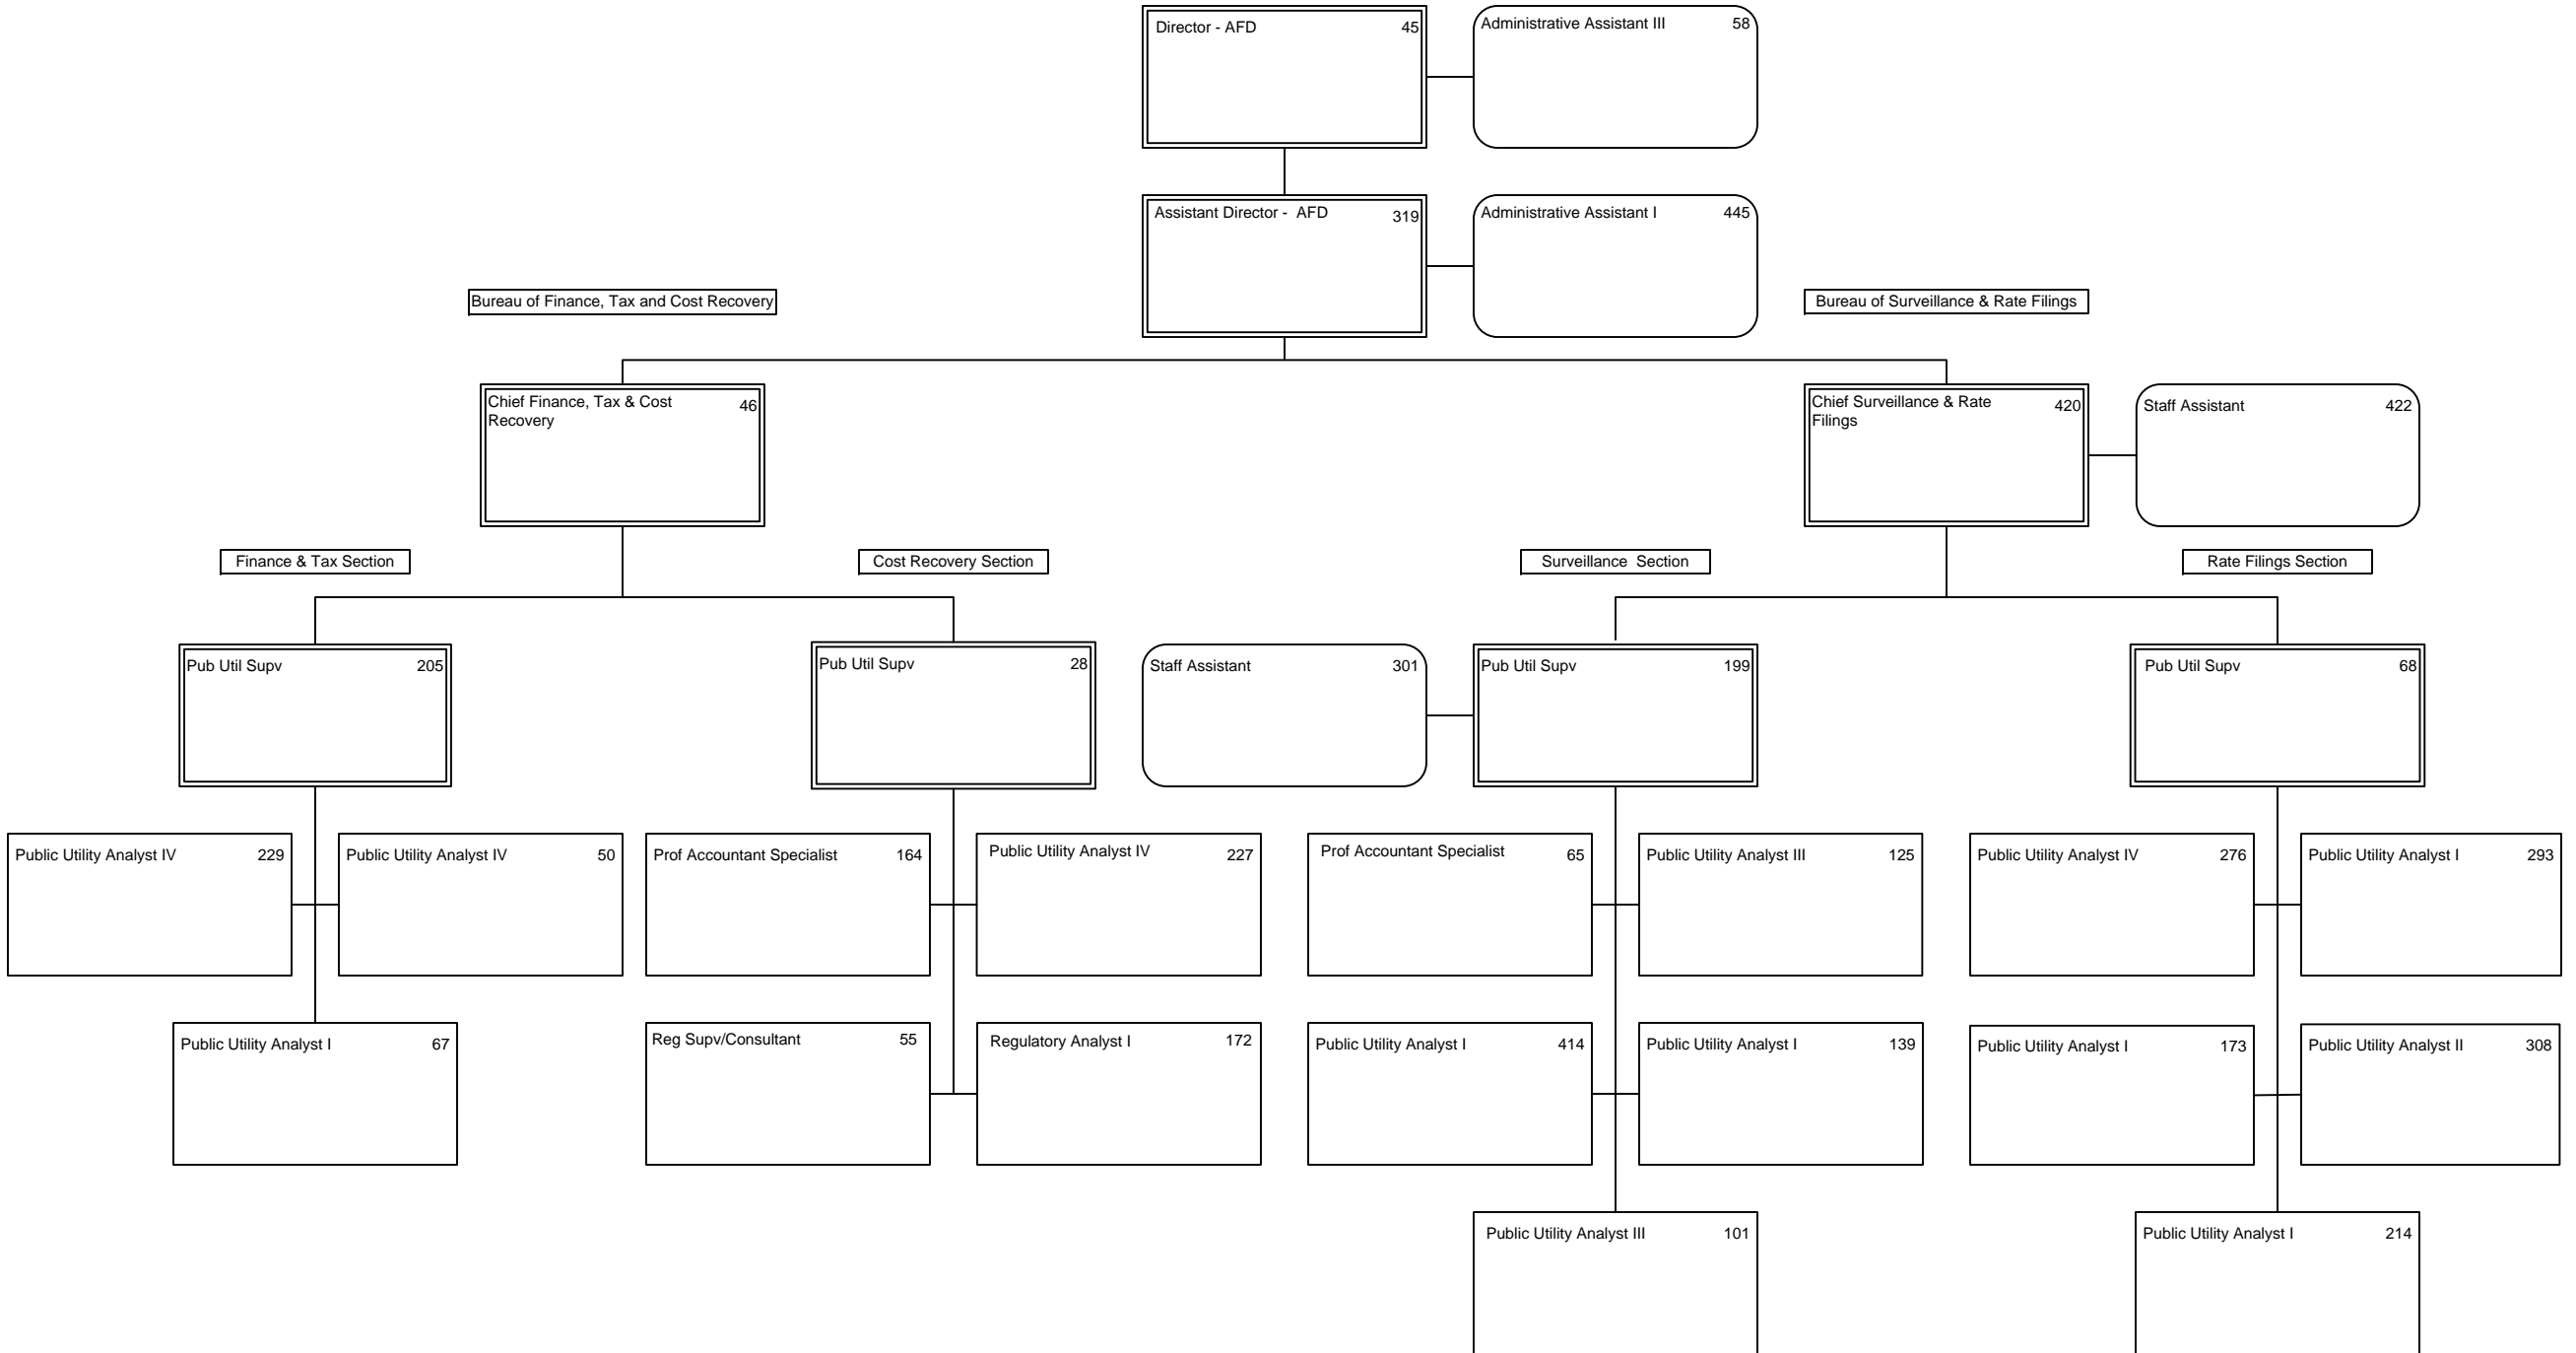 Director - AFD 45
Administrative Assistant III 58
Assistant Director - AFD 319
Administrative Assistant I 445
Bureau of Finance, Tax and Cost Recovery
Bureau of Surveillance & Rate Filings
Chief Finance, Tax & Cost 46
Recovery
Chief Surveillance & Rate 420
Filings
Staff Assistant 422
Finance & Tax Section
Cost Recovery Section
Surveillance Section
Rate Filings Section
Pub Util Supv 205
Pub Util Supv 28
Staff Assistant 301
Pub Util Supv 199
Pub Util Supv 68
Public Utility Analyst IV 229
Public Utility Analyst IV 50
Prof Accountant Specialist 164
Public Utility Analyst IV 227
Prof Accountant Specialist 65
Public Utility Analyst III 125
Public Utility Analyst IV 276
Public Utility Analyst I 293
Public Utility Analyst I 67
Reg Supv/Consultant 55
Regulatory Analyst I 172
Public Utility Analyst I 414
Public Utility Analyst I 139
Public Utility Analyst I 173
Public Utility Analyst II 308
Public Utility Analyst III 101
Public Utility Analyst I 214